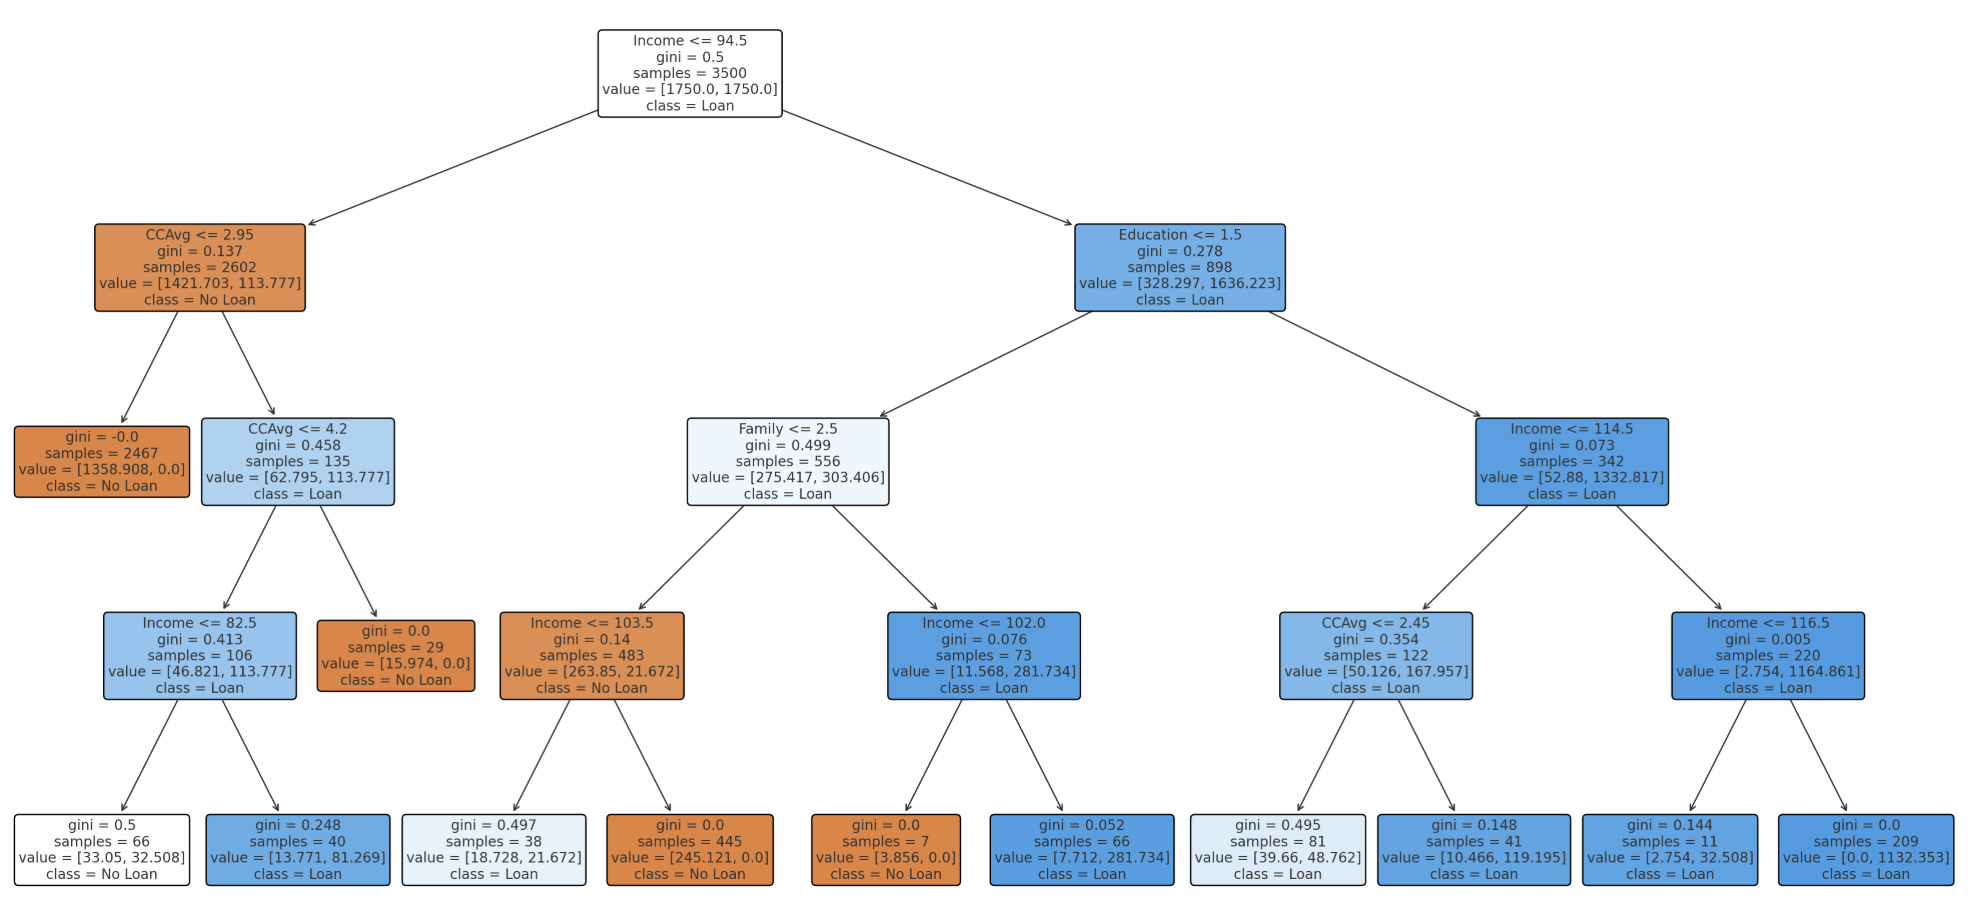 Income <= 94.5
gini = 0.5
samples = 3500
value = [1750.0, 1750.0]
class = Loan
CCAvg <= 2.95
gini = 0.137
samples = 2602
value = [1421.703, 113.777]
class = No Loan
Education <= 1.5
gini = 0.278
samples = 898
value = [328.297, 1636.223]
class = Loan
gini = -0.0
samples = 2467
value = [1358.908, 0.0]
class = No Loan
CCAvg <= 4.2
gini = 0.458
samples = 135
value = [62.795, 113.777]
class = Loan
Family <= 2.5
gini = 0.499
samples = 556
value = [275.417, 303.406]
class = Loan
Income <= 114.5
gini = 0.073
samples = 342
value = [52.88, 1332.817]
class = Loan
Income <= 82.5
gini = 0.413
samples = 106
value = [46.821, 113.777]
class = Loan
gini = 0.0
samples = 29
value = [15.974, 0.0]
class = No Loan
Income <= 103.5
gini = 0.14
samples = 483
value = [263.85, 21.672]
class = No Loan
Income <= 102.0
gini = 0.076
samples = 73
value = [11.568, 281.734]
class = Loan
CCAvg <= 2.45
gini = 0.354
samples = 122
value = [50.126, 167.957]
class = Loan
Income <= 116.5
gini = 0.005
samples = 220
value = [2.754, 1164.861]
class = Loan
gini = 0.5
samples = 66
value = [33.05, 32.508]
class = No Loan
gini = 0.248
samples = 40
value = [13.771, 81.269]
class = Loan
gini = 0.497
samples = 38
value = [18.728, 21.672]
class = Loan
gini = 0.0
samples = 445
value = [245.121, 0.0]
class = No Loan
gini = 0.0
samples = 7
value = [3.856, 0.0]
class = No Loan
gini = 0.052
samples = 66
value = [7.712, 281.734]
class = Loan
gini = 0.495
samples = 81
value = [39.66, 48.762]
class = Loan
gini = 0.148
samples = 41
value = [10.466, 119.195]
class = Loan
gini = 0.144
samples = 11
value = [2.754, 32.508]
class = Loan
gini = 0.0
samples = 209
value = [0.0, 1132.353]
class = Loan